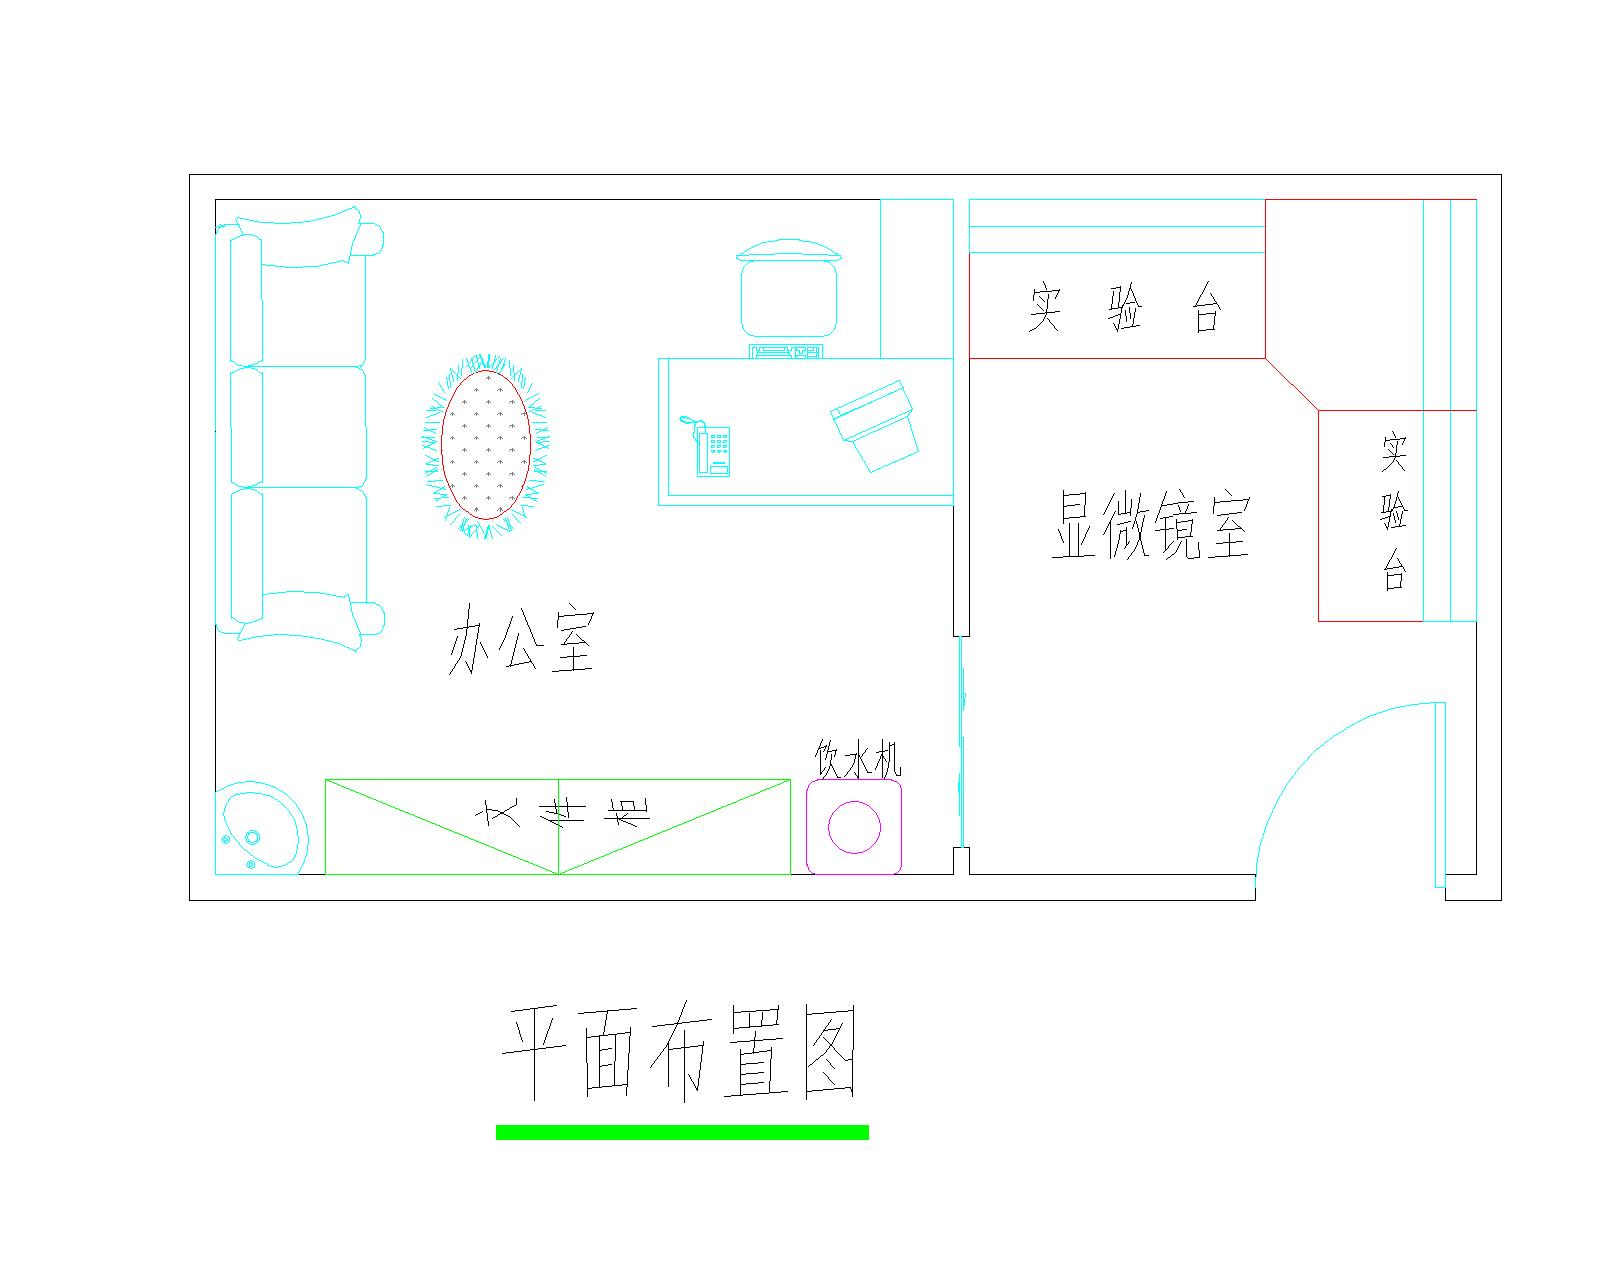 实 验 台
实验台
显微镜室
办公室
饮水机
文 件 柜
平面布置图